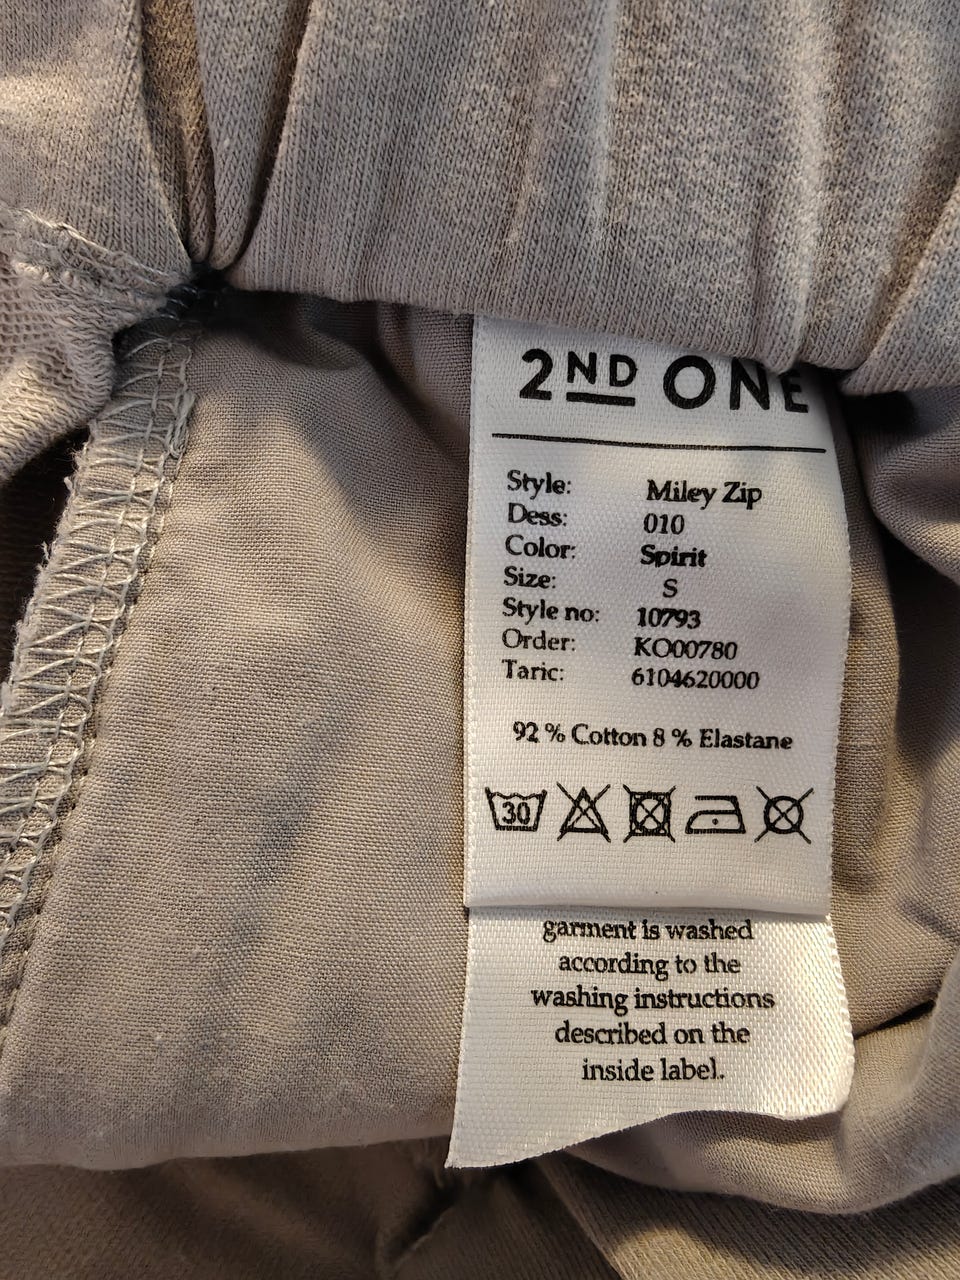 2ND ONE
Style: Miley Zip
Dess: 010
Color: Spirit
Size: S
Style no: 10793
Order: KO00780
Taric: 6104620000
92 % Cotton 8 % Elastane
30
garment is washed
according to the
washing instructions
described on the
inside label.